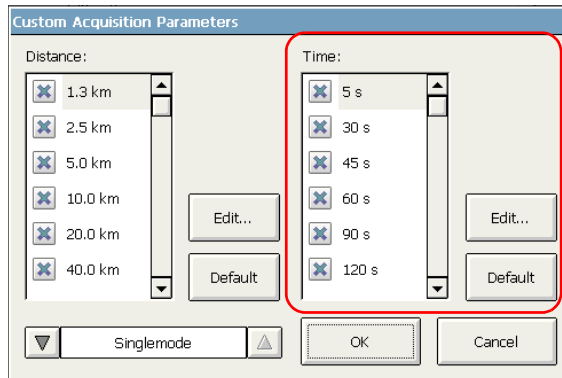 Custom Acquisition Parameters
Distance:
1.3 km
2.5 km
5.0 km
10.0 km
20.0 km
40.0 km
Edit...
Default
Time:
5 s
30 s
45 s
60 s
90 s
120 s
Edit...
Default
Singlemode
OK
Cancel